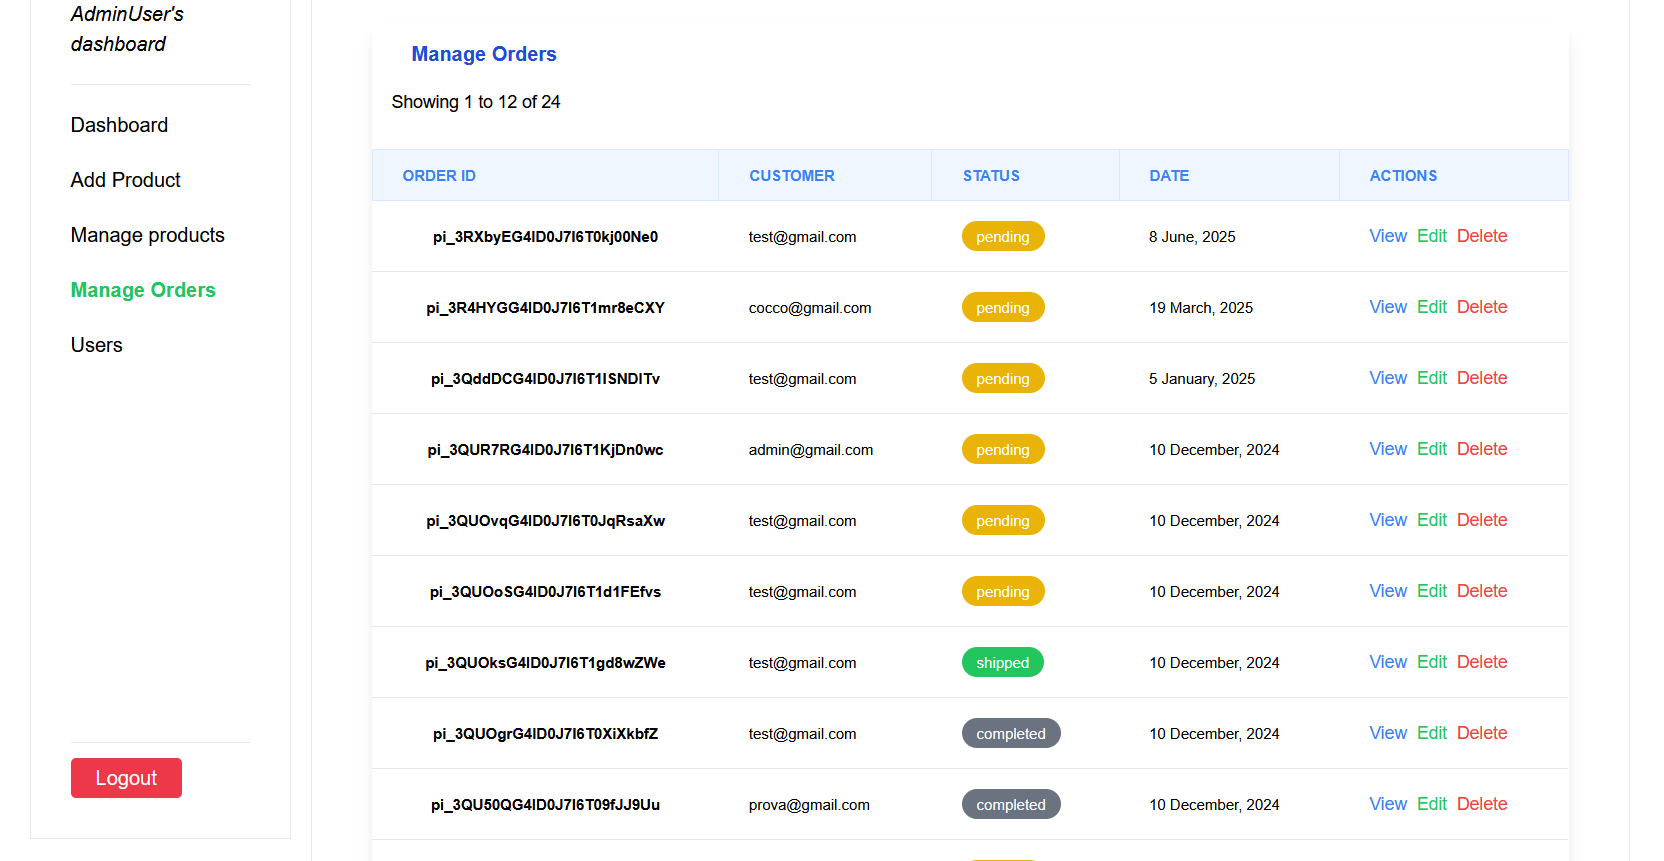 AdminUser's
dashboard
Dashboard
Add Product
Manage products
Manage Orders
Users
Logout
Manage Orders
Showing 1 to 12 of 24
ORDER ID CUSTOMER STATUS DATE ACTIONS
pi_3RXbyEG4ID0J7I6T0kj00Ne0 test@gmail.com pending 8 June, 2025 View Edit Delete
pi_3R4HYGG4ID0J7I6T1mr8eCXY cocco@gmail.com pending 19 March, 2025 View Edit Delete
pi_3QddDCG4ID0J7I6T1ISNDITv test@gmail.com pending 5 January, 2025 View Edit Delete
pi_3QUR7RG4ID0J7I6T1KjDn0wc admin@gmail.com pending 10 December, 2024 View Edit Delete
pi_3QUOvqG4ID0J7I6T0JqRsaXw test@gmail.com pending 10 December, 2024 View Edit Delete
pi_3QUOoSG4ID0J7I6T1d1FEfvs test@gmail.com pending 10 December, 2024 View Edit Delete
pi_3QUOksG4ID0J7I6T1gd8wZWe test@gmail.com shipped 10 December, 2024 View Edit Delete
pi_3QUOgrG4ID0J7I6T0XiXkbfZ test@gmail.com completed 10 December, 2024 View Edit Delete
pi_3QU50QG4ID0J7I6T09fJJ9Uu prova@gmail.com completed 10 December, 2024 View Edit Delete